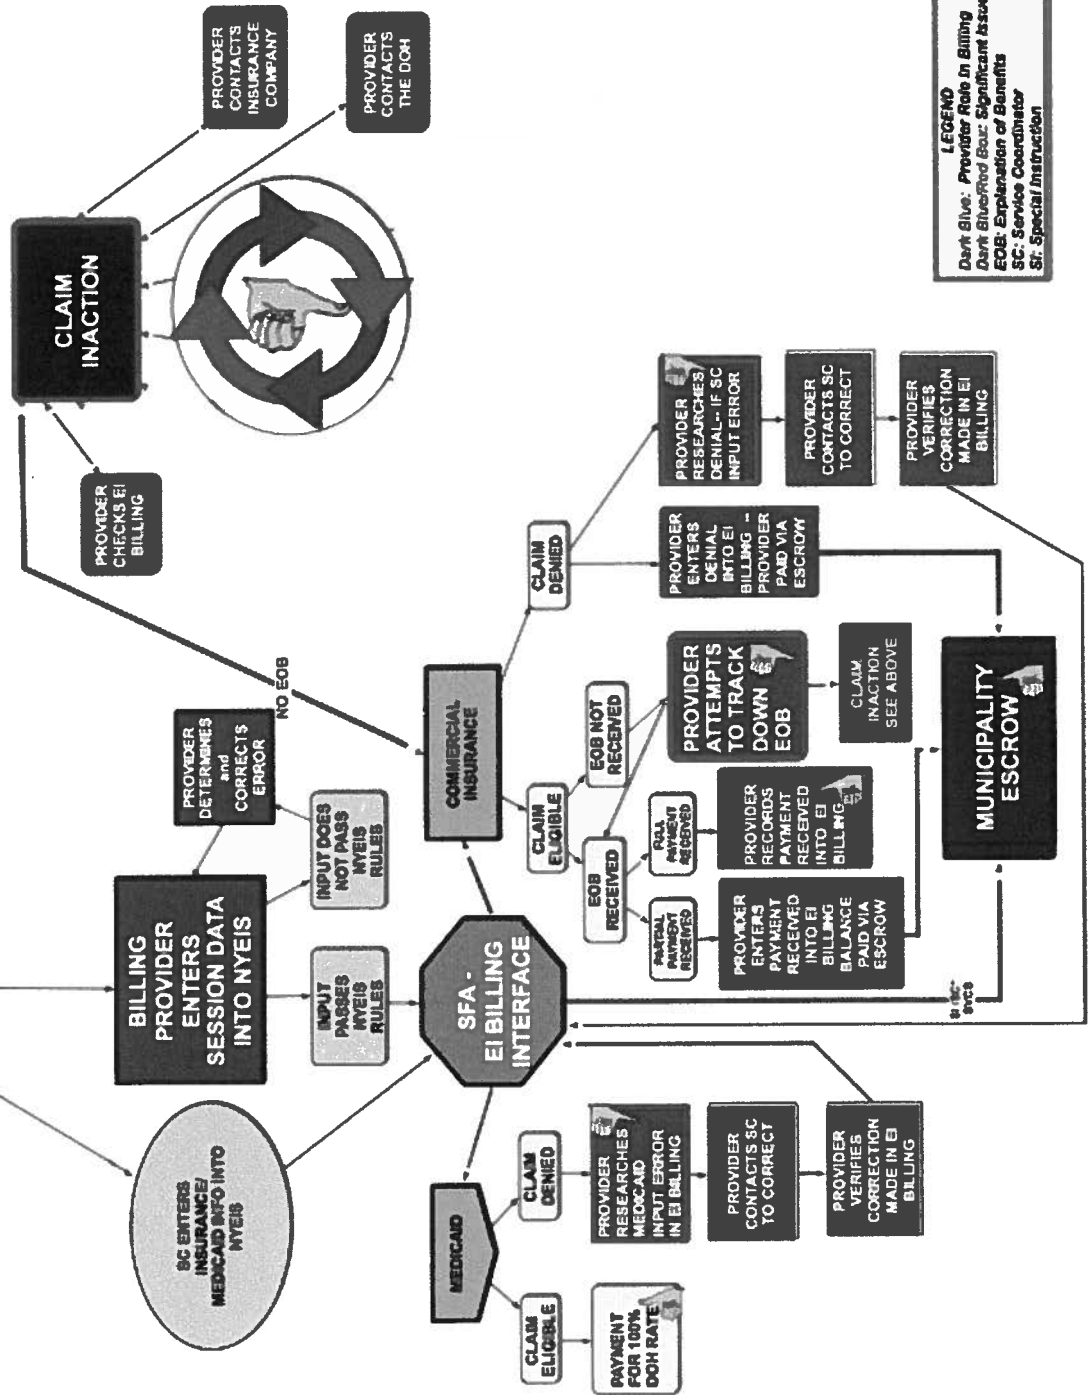 SC ENTERS
INSURANCE/
MEDICAID INFO INTO
NYEIS
BILLING
PROVIDER
ENTERS
SESSION DATA
INTO NYEIS
PROVIDER
DETERMINES
and
CORRECTS
ERROR
INPUT
PASSES
NYEIS
RULES
INPUT DOES
NOT PASS
NYEIS
RULES
NO EOB
PROVIDER
CHECKS EI
BILLING
CLAIM
INACTION
PROVIDER
CONTACTS
INSURANCE
COMPANY
PROVIDER
CONTACTS
THE DOH
MEDICAID
SFA -
EI BILLING
INTERFACE
COMMERCIAL
INSURANCE
CLAIM
ELIGIBLE
CLAIM
DENIED
CLAIM
ELIGIBLE
CLAIM
DENIED
PAYMENT
FOR 100%
DOH RATE
PROVIDER
RESEARCHES
MEDICAID
INPUT ERROR
IN EI BILLING
PROVIDER
CONTACTS SC
TO CORRECT
PROVIDER
VERIFIES
CORRECTION
MADE IN EI
BILLING
EOB
RECEIVED
EOB NOT
RECEIVED
PARTIAL
PAYMENT
RECEIVED
FULL
PAYMENT
RECEIVED
PROVIDER
ENTERS
PAYMENT
RECEIVED
INTO EI
BILLING
BALANCE
PAID VIA
ESCROW
PROVIDER
RECORDS
PAYMENT
RECEIVED
INTO EI
BILLING
PROVIDER
ATTEMPTS
TO TRACK
DOWN
EOB
CLAIM
INACTION
SEE ABOVE
PROVIDER
ENTERS
DENIAL
INTO EI
BILLING --
PROVIDER
PAID VIA
ESCROW
PROVIDER
RESEARCHES
DENIAL-- IF SC
INPUT ERROR
PROVIDER
CONTACTS SC
TO CORRECT
PROVIDER
VERIFIES
CORRECTION
MADE IN EI
BILLING
SVCS
MUNICIPALITY
ESCROW
LEGEND
Dark Blue: Provider Role in Billing
Dark Blue/Red Box: Significant Issue
EOB: Explanation of Benefits
SC: Service Coordinator
SI: Special Instruction